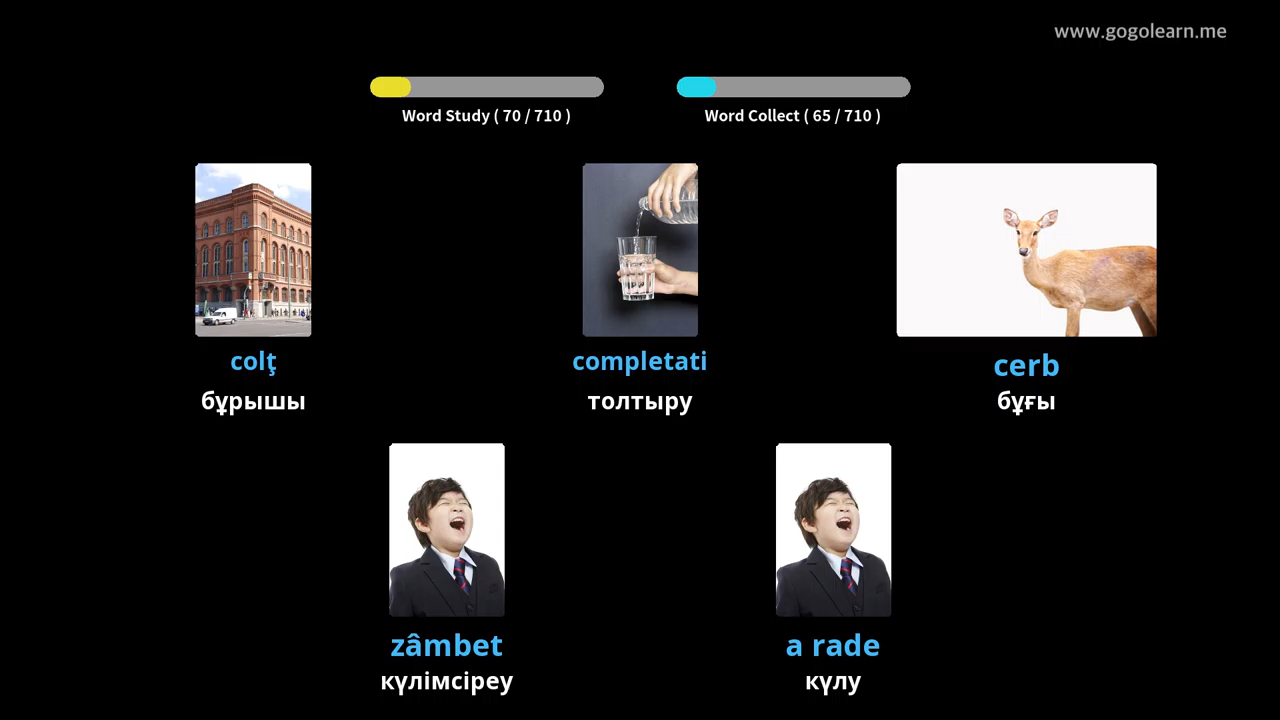 www.gogolearn.me
Word Study ( 70 / 710 )
Word Collect ( 65 / 710 )
colţ
completati
cerb
бұрышы
толтыру
бұғы
zâmbet
a rade
күлімсіреу
күлу